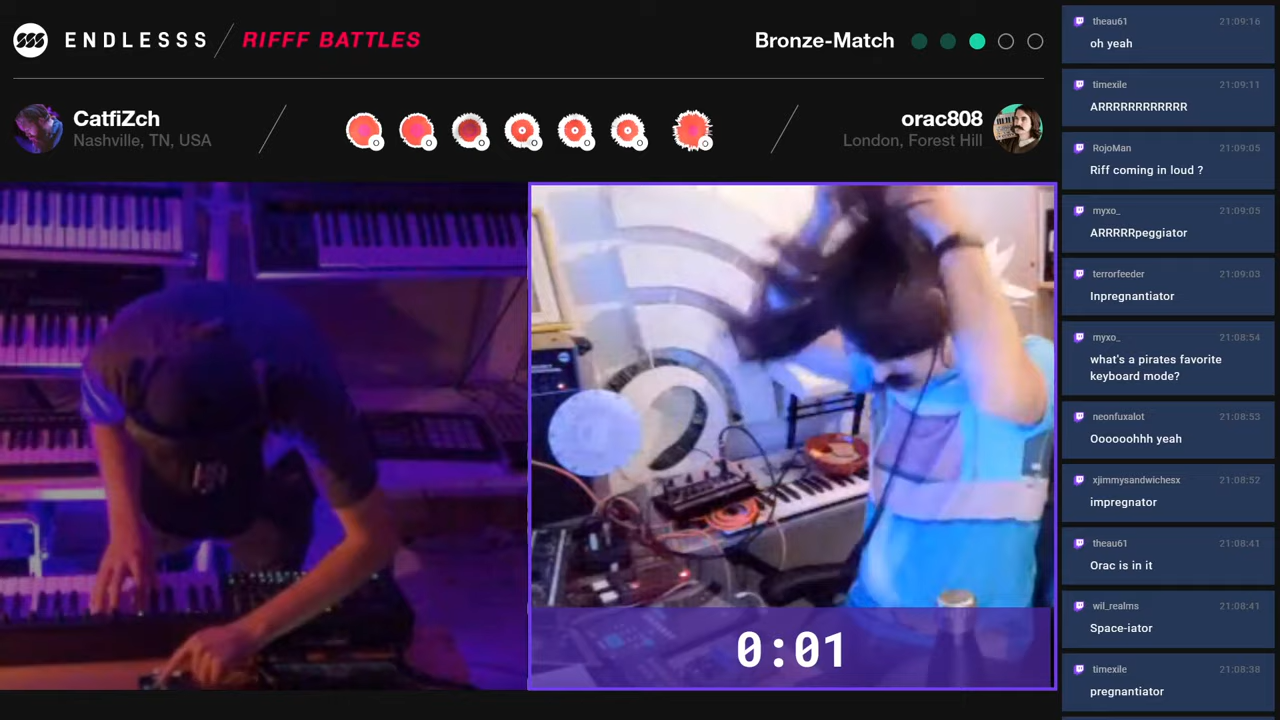 ENDLESSS
RIFFF BATTLES
Bronze-Match
CatfiZch
Nashville, TN, USA
orac808
London, Forest Hill
0:01
theau61 21:09:16
oh yeah
timexile 21:09:11
ARRRRRRRRRRRR
RojoMan 21:09:05
Riff coming in loud ?
myxo_ 21:09:05
ARRRRRpeggiator
terrorfeeder 21:09:03
Inpregnantiator
myxo_ 21:08:54
what's a pirates favorite
keyboard mode?
neonfuxalot 21:08:53
Oooooohhh yeah
xjimmysandwichesx 21:08:52
impregnator
theau61 21:08:41
Orac is in it
wil_realms 21:08:41
Space-iator
timexile 21:08:38
pregnantiator